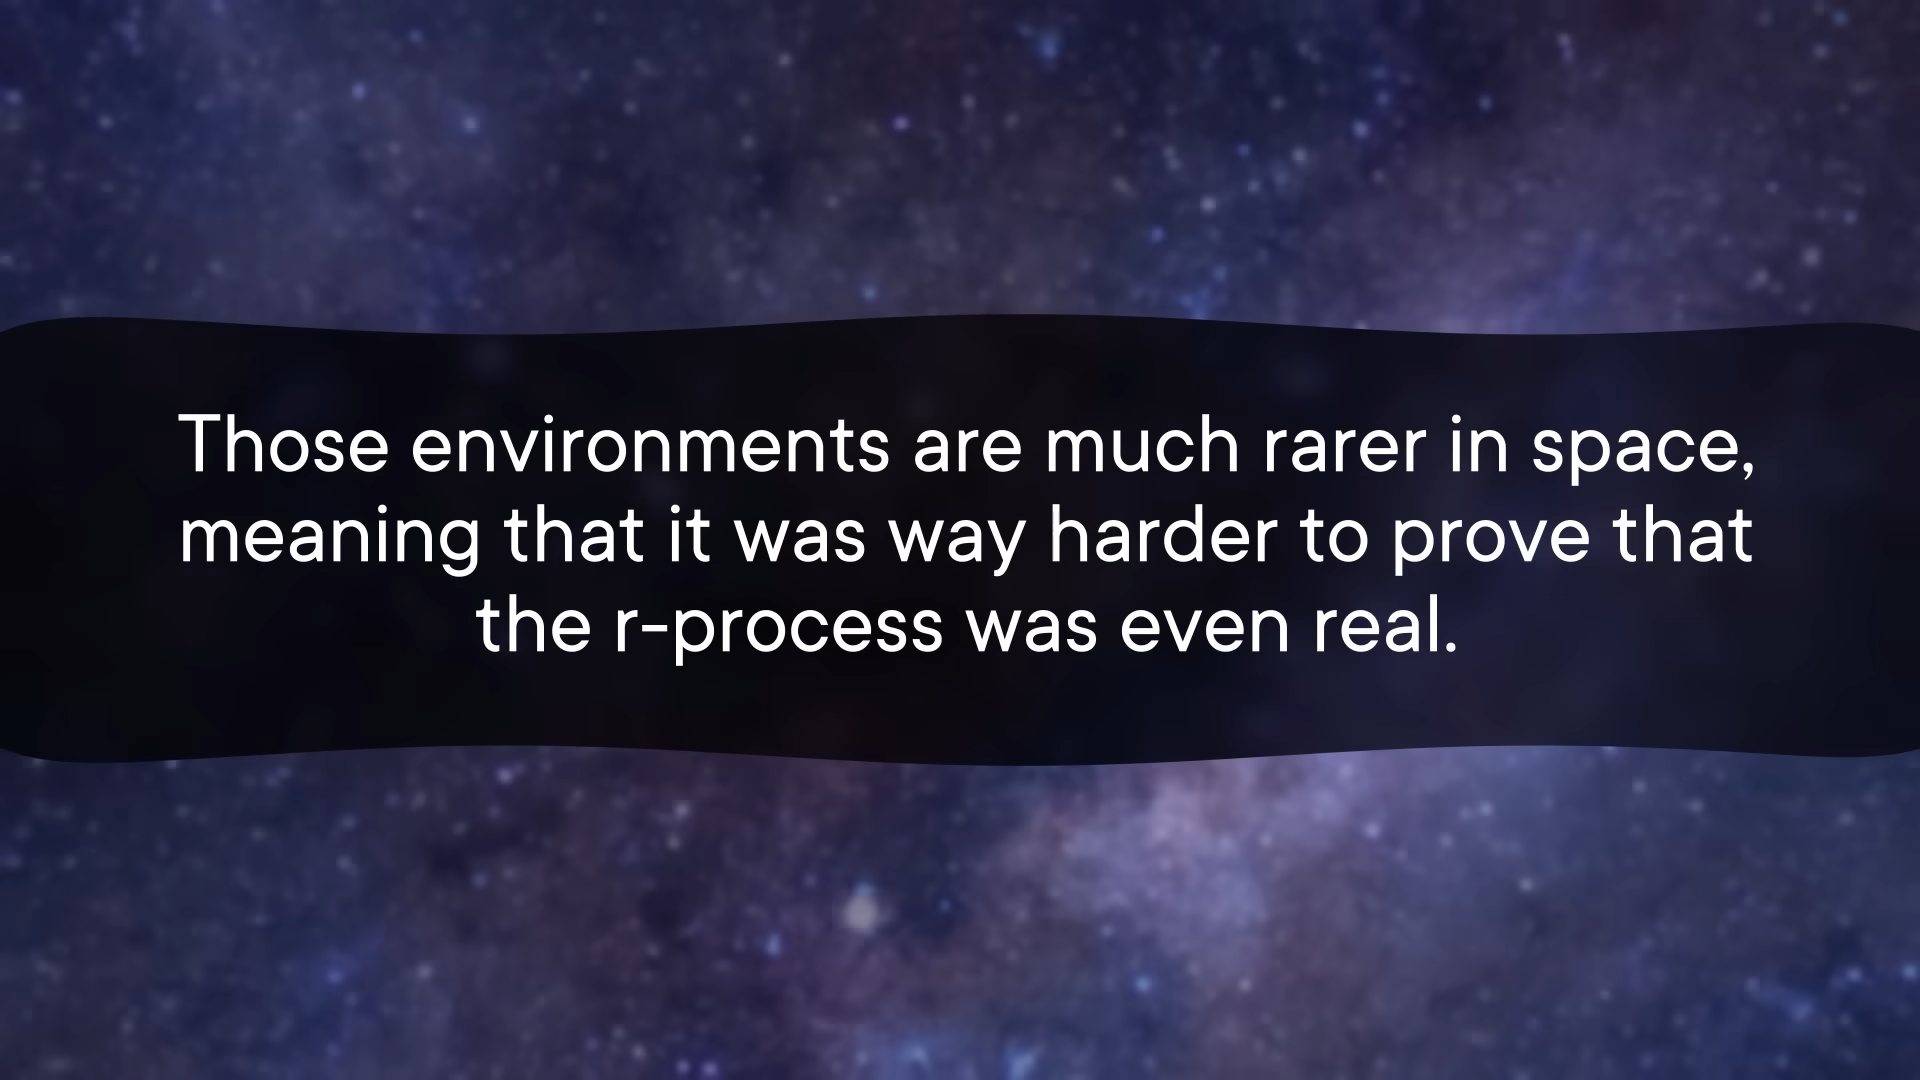 Those environments are much rarer in space,
meaning that it was way harder to prove that
the r-process was even real.